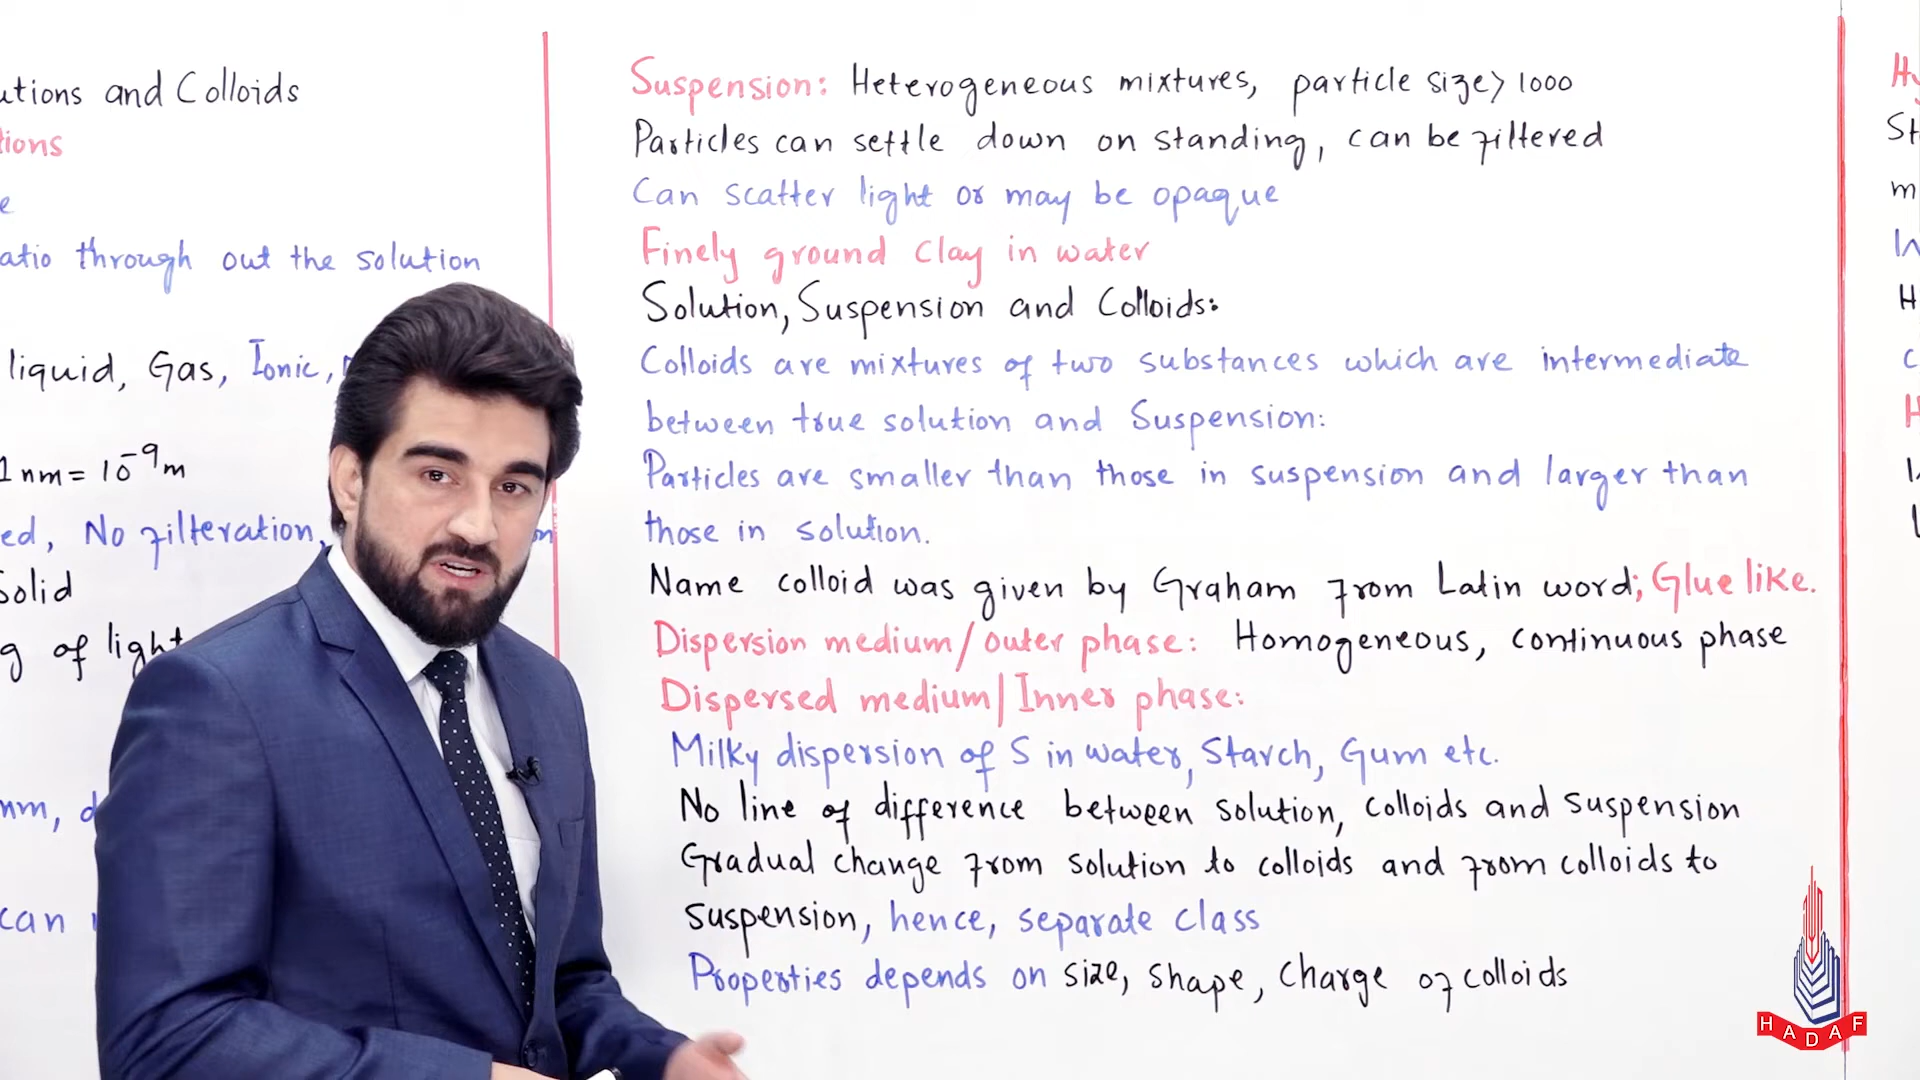 utions and Colloids
tions
e
atio through out the solution
liquid, Gas, Ionic,
1 nm = 10⁻⁹ m
ed, No filteration, on
Solid
g of light
nm, d
can
Suspension: Heterogeneous mixtures, particle size > 1000
Particles can settle down on standing, can be filtered
Can scatter light or may be opaque
Finely ground clay in water
Solution, Suspension and Colloids:
Colloids are mixtures of two substances which are intermediate
between true solution and Suspension:
Particles are smaller than those in suspension and larger than
those in solution.
Name colloid was given by Graham from Latin word; Glue like.
Dispersion medium/outer phase: Homogeneous, continuous phase
Dispersed medium/Inner phase:
Milky dispersion of S in water, Starch, Gum etc.
No line of difference between solution, colloids and suspension
Gradual change from solution to colloids and from colloids to
suspension, hence, separate class
Properties depends on size, shape, Charge of colloids
St
m
H
HADAF